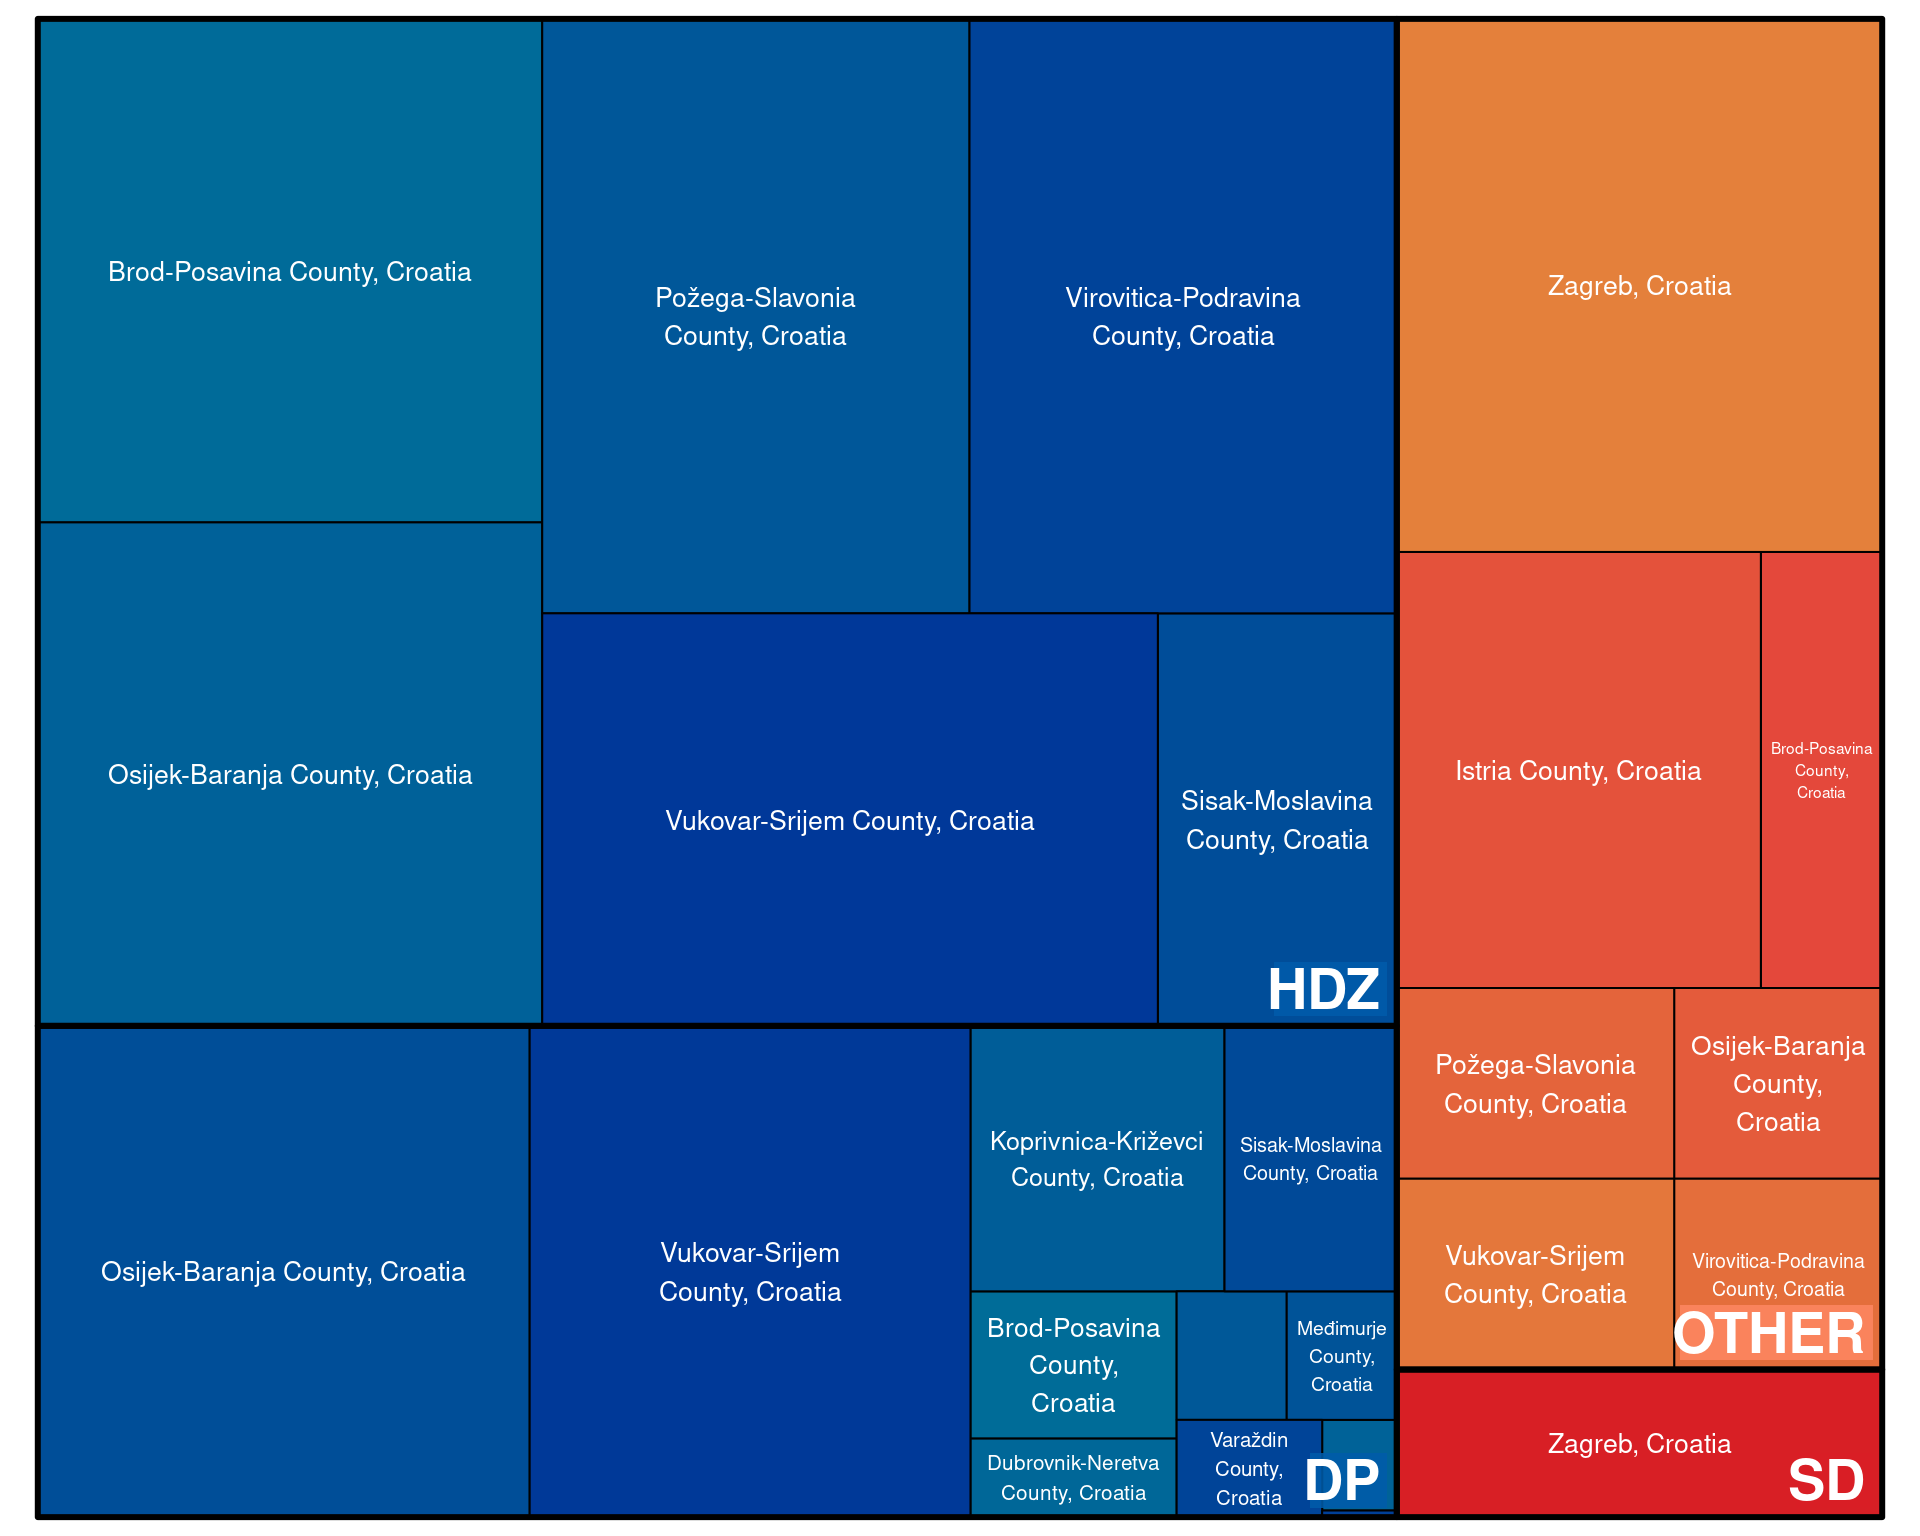 Brod-Posavina County, Croatia
Požega-Slavonia
County, Croatia
Virovitica-Podravina
County, Croatia
Osijek-Baranja County, Croatia
Vukovar-Srijem County, Croatia
Sisak-Moslavina
County, Croatia
HDZ
Osijek-Baranja County, Croatia
Vukovar-Srijem
County, Croatia
Koprivnica-Križevci
County, Croatia
Sisak-Moslavina
County, Croatia
Brod-Posavina
County,
Croatia
Međimurje
County,
Croatia
Dubrovnik-Neretva
County, Croatia
Varaždin
County,
Croatia
DP
Zagreb, Croatia
Istria County, Croatia
Brod-Posavina
County,
Croatia
Požega-Slavonia
County, Croatia
Osijek-Baranja
County,
Croatia
Vukovar-Srijem
County, Croatia
Virovitica-Podravina
County, Croatia
OTHER
Zagreb, Croatia
SD